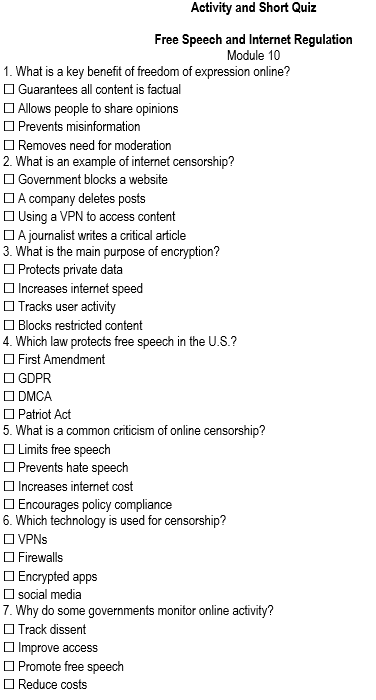 Activity and Short Quiz
Free Speech and Internet Regulation
Module 10
1. What is a key benefit of freedom of expression online?
☐ Guarantees all content is factual
☐ Allows people to share opinions
☐ Prevents misinformation
☐ Removes need for moderation
2. What is an example of internet censorship?
☐ Government blocks a website
☐ A company deletes posts
☐ Using a VPN to access content
☐ A journalist writes a critical article
3. What is the main purpose of encryption?
☐ Protects private data
☐ Increases internet speed
☐ Tracks user activity
☐ Blocks restricted content
4. Which law protects free speech in the U.S.?
☐ First Amendment
☐ GDPR
☐ DMCA
☐ Patriot Act
5. What is a common criticism of online censorship?
☐ Limits free speech
☐ Prevents hate speech
☐ Increases internet cost
☐ Encourages policy compliance
6. Which technology is used for censorship?
☐ VPNs
☐ Firewalls
☐ Encrypted apps
☐ social media
7. Why do some governments monitor online activity?
☐ Track dissent
☐ Improve access
☐ Promote free speech
☐ Reduce costs